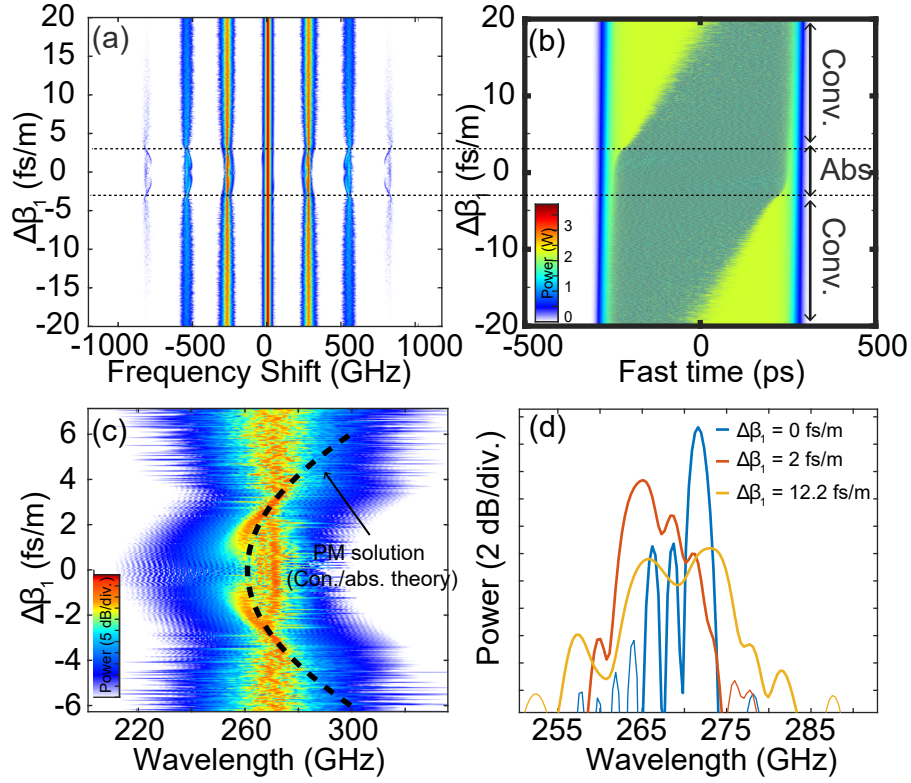 (a)
20
15
10
5
0
-5
-10
-15
-20
Δβ₁ (fs/m)
-1000
-500
0
500
1000
Frequency Shift (GHz)
(b)
20
10
0
-10
-20
Δβ₁ (fs/m)
Conv.
Abs
Conv.
3
2
1
0
Power (W)
-500
0
500
Fast time (ps)
(c)
6
4
2
0
-2
-4
-6
Δβ₁ (fs/m)
PM solution
(Con./abs. theory)
Power (5 dB/div.)
220
260
300
Wavelength (GHz)
(d)
Δβ₁ = 0 fs/m
Δβ₁ = 2 fs/m
Δβ₁ = 12.2 fs/m
Power (2 dB/div.)
255
265
275
285
Wavelength (GHz)